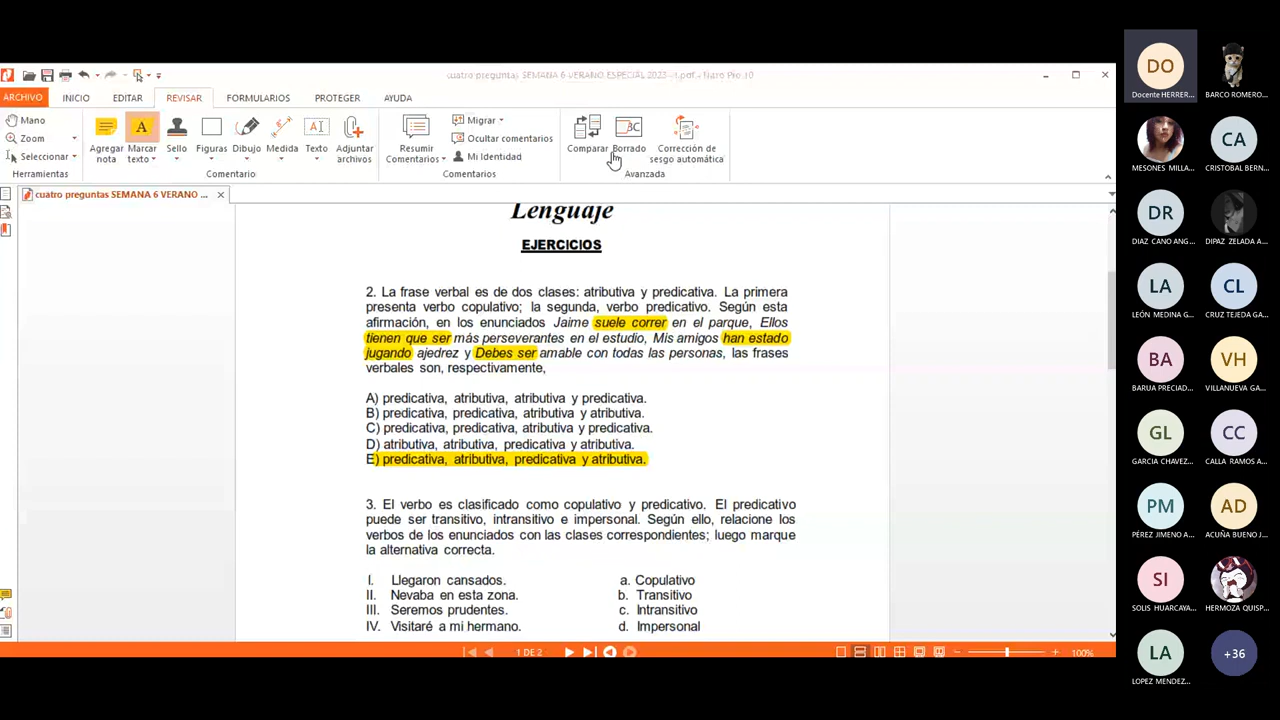 cuatro preguntas SEMANA 6 VERANO ESPECIAL 2023-
ARCHIVO INICIO EDITAR REVISAR FORMULARIOS PROTEGER AYUDA
Mano
Zoom
Seleccionar
Herramientas
Agregar nota
Marcar texto
Sello
Figuras
Dibujo
Medida
Texto
Adjuntar archivos
Comentario
Resumir Comentarios
Migrar
Ocultar comentarios
Mi Identidad
Comentarios
Comparar
Borrado
Corrección de sesgo automática
Avanzada
cuatro preguntas SEMANA 6 VERANO ...
Lenguaje
EJERCICIOS
2. La frase verbal es de dos clases: atributiva y predicativa. La primera
presenta verbo copulativo; la segunda, verbo predicativo. Según esta
afirmación, en los enunciados Jaime suele correr en el parque, Ellos
tienen que ser más perseverantes en el estudio, Mis amigos han estado
jugando ajedrez y Debes ser amable con todas las personas, las frases
verbales son, respectivamente,
A) predicativa, atributiva, atributiva y predicativa.
B) predicativa, predicativa, atributiva y atributiva.
C) predicativa, predicativa, atributiva y predicativa.
D) atributiva, atributiva, predicativa y atributiva.
E) predicativa, atributiva, predicativa y atributiva.
3. El verbo es clasificado como copulativo y predicativo. El predicativo
puede ser transitivo, intransitivo e impersonal. Según ello, relacione los
verbos de los enunciados con las clases correspondientes; luego marque
la alternativa correcta.
I. Llegaron cansados. a. Copulativo
II. Nevaba en esta zona. b. Transitivo
III. Seremos prudentes. c. Intransitivo
IV. Visitaré a mi hermano. d. Impersonal
1 DE 2
100%
DO
Docente HERRER...
BARCO ROMERO...
MESONES MILLA...
CA
CRISTOBAL BERN...
DR
DIAZ CANO ANG...
DIPAZ ZELADA A...
LA
LEÓN MEDINA G...
CL
CRUZ TEJEDA GA...
BA
BARUA PRECIAD...
VH
VILLANUEVA GA...
GL
GARCIA CHAVEZ...
CC
CALLA RAMOS A...
PM
PÉREZ JIMENO A...
AD
ACUÑA BUENO J...
SI
SOLIS HUARCAYA...
HERMOZA QUISP...
LA
LOPEZ MENDEZ...
+36